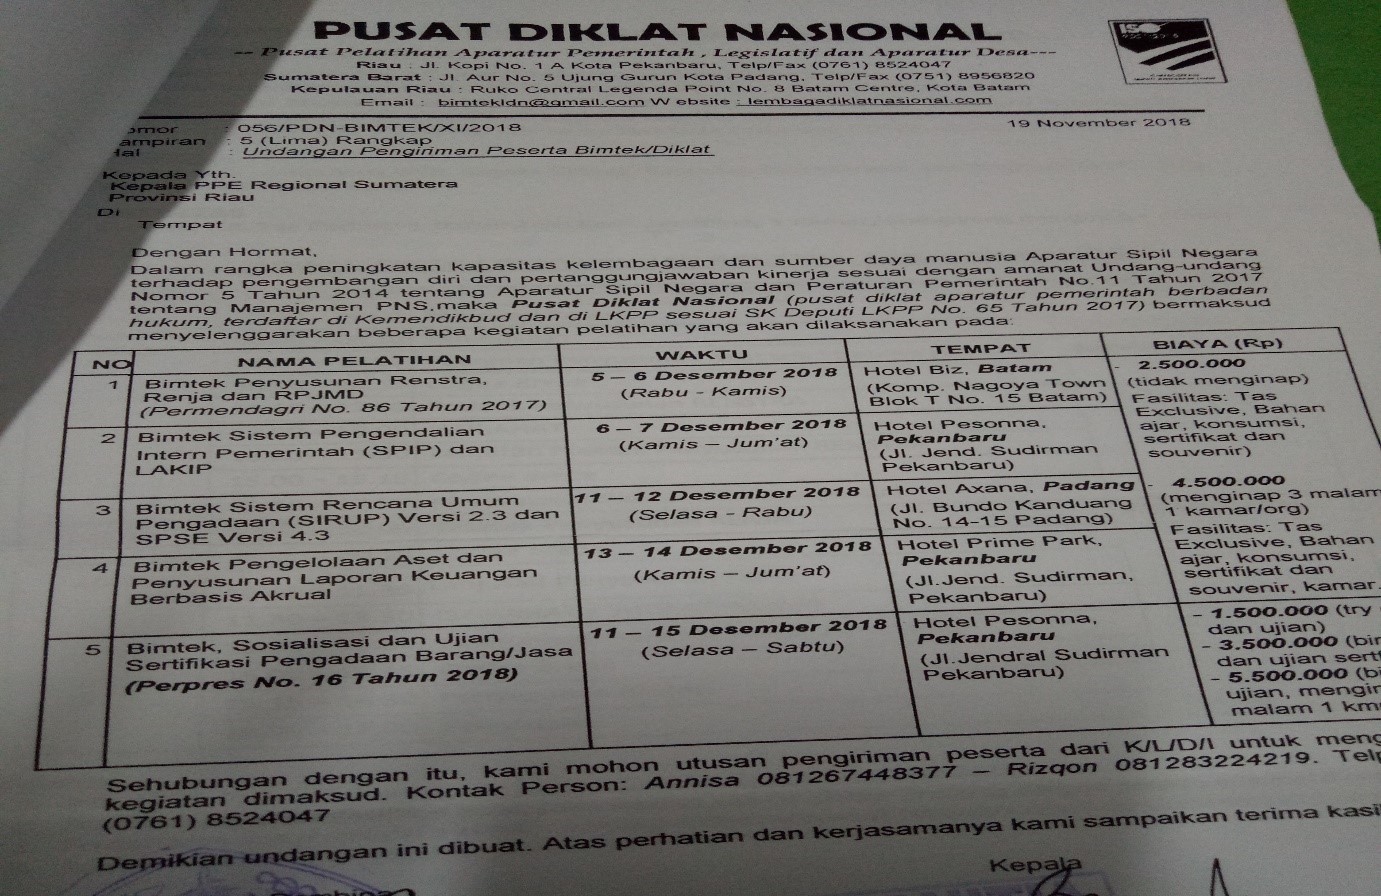 PUSAT DIKLAT NASIONAL
-- Pusat Pelatihan Aparatur Pemerintah , Legislatif dan Aparatur Desa---
Riau : Jl. Kopi No. 1 A Kota Pekanbaru, Telp/Fax (0761) 8524047
Sumatera Barat : Jl. Aur No. 5 Ujung Gurun Kota Padang, Telp/Fax (0751) 8956820
Kepulauan Riau : Ruko Central Legenda Point No. 8 Batam Centre, Kota Batam
Email : bimtekldn@gmail.com W ebsite : lembagadiklatnasional.com
omor : 056/PDN-BIMTEK/XI/2018
19 November 2018
ampiran : 5 (Lima) Rangkap
Hal : Undangan Pengiriman Peserta Bimtek/Diklat
Kepada Yth.
Kepala PPE Regional Sumatera
Provinsi Riau
Di
Tempat
Dengan Hormat,
Dalam rangka peningkatan kapasitas kelembagaan dan sumber daya manusia Aparatur Sipil Negara
terhadap pengembangan diri dan pertanggungjawaban kinerja sesuai dengan amanat Undang-undang
Nomor 5 Tahun 2014 tentang Aparatur Sipil Negara dan Peraturan Pemerintah No.11 Tahun 2017
tentang Manajemen PNS,maka Pusat Diklat Nasional (pusat diklat aparatur pemerintah berbadan
hukum, terdaftar di Kemendikbud dan di LKPP sesuai SK Deputi LKPP No. 65 Tahun 2017) bermaksud
menyelenggarakan beberapa kegiatan pelatihan yang akan dilaksanakan pada:
NO NAMA PELATIHAN WAKTU TEMPAT BIAYA (Rp)
1 Bimtek Penyusunan Renstra,
Renja dan RPJMD
(Permendagri No. 86 Tahun 2017)
5 – 6 Desember 2018
(Rabu - Kamis)
Hotel Biz, Batam
(Komp. Nagoya Town
Blok T No. 15 Batam)
- 2.500.000
(tidak menginap)
Fasilitas: Tas
Exclusive, Bahan
ajar, konsumsi,
sertifikat dan
souvenir)
2 Bimtek Sistem Pengendalian
Intern Pemerintah (SPIP) dan
LAKIP
6 – 7 Desember 2018
(Kamis – Jum'at)
Hotel Pesonna,
Pekanbaru
(Jl. Jend. Sudirman
Pekanbaru)
3 Bimtek Sistem Rencana Umum
Pengadaan (SIRUP) Versi 2.3 dan
SPSE Versi 4.3
11 – 12 Desember 2018
(Selasa - Rabu)
Hotel Axana, Padang
(Jl. Bundo Kanduang
No. 14-15 Padang)
- 4.500.000
(menginap 3 malam
1 kamar/org)
Fasilitas: Tas
Exclusive, Bahan
ajar, konsumsi,
sertifikat dan
souvenir, kamar.
4 Bimtek Pengelolaan Aset dan
Penyusunan Laporan Keuangan
Berbasis Akrual
13 – 14 Desember 2018
(Kamis – Jum'at)
Hotel Prime Park,
Pekanbaru
(Jl.Jend. Sudirman,
Pekanbaru)
5 Bimtek, Sosialisasi dan Ujian
Sertifikasi Pengadaan Barang/Jasa
(Perpres No. 16 Tahun 2018)
11 – 15 Desember 2018
(Selasa – Sabtu)
Hotel Pesonna,
Pekanbaru
(Jl.Jendral Sudirman
Pekanbaru)
- 1.500.000 (try
dan ujian)
- 3.500.000 (bi
dan ujian sert
- 5.500.000 (bi
ujian, mengin
malam 1 km
Sehubungan dengan itu, kami mohon utusan pengiriman peserta dari K/L/D/I untuk meng
kegiatan dimaksud. Kontak Person: Annisa 081267448377 – Rizqon 081283224219. Telp
(0761) 8524047
Demikian undangan ini dibuat. Atas perhatian dan kerjasamanya kami sampaikan terima kasi
Kepala